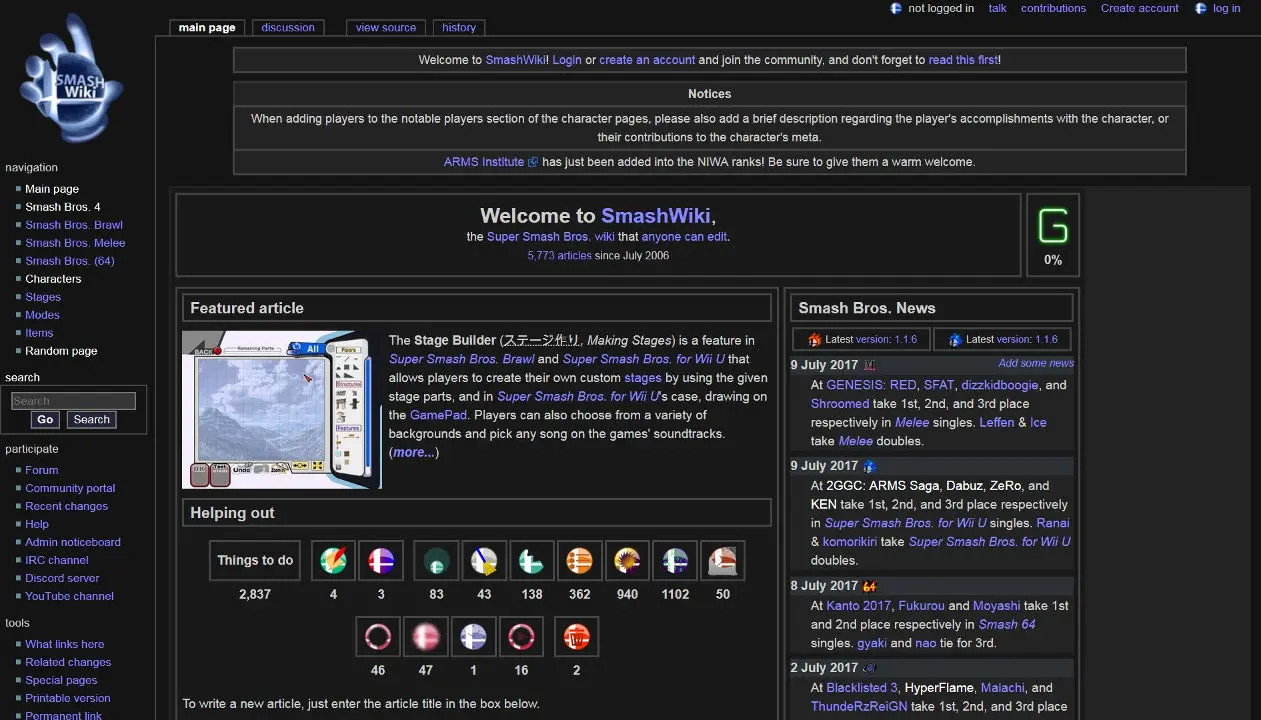 not logged in talk contributions Create account log in
main page discussion view source history
SMASH
Wiki
Welcome to SmashWiki! Login or create an account and join the community, and don't forget to read this first!
Notices
When adding players to the notable players section of the character pages, please also add a brief description regarding the player's accomplishments with the character, or
their contributions to the character's meta.
ARMS Institute has just been added into the NIWA ranks! Be sure to give them a warm welcome.
navigation
Main page
Smash Bros. 4
Smash Bros. Brawl
Smash Bros. Melee
Smash Bros. (64)
Characters
Stages
Modes
Items
Random page
search
Search
Go Search
participate
Forum
Community portal
Recent changes
Help
Admin noticeboard
IRC channel
Discord server
YouTube channel
tools
What links here
Related changes
Special pages
Printable version
Permanent link
Welcome to SmashWiki,
the Super Smash Bros. wiki that anyone can edit.
5,773 articles since July 2006
G
0%
Featured article
BACK
Remaining Parts
All
Floors
Structures
Features
Undo
The Stage Builder (ステージ作り, Making Stages) is a feature in
Super Smash Bros. Brawl and Super Smash Bros. for Wii U that
allows players to create their own custom stages by using the given
stage parts, and in Super Smash Bros. for Wii U's case, drawing on
the GamePad. Players can also choose from a variety of
backgrounds and pick any song on the games' soundtracks.
(more...)
Helping out
Things to do
2,837 4 3 83 43 138 362 940 1102 50
46 47 1 16 2
To write a new article, just enter the article title in the box below.
Smash Bros. News
Latest version: 1.1.6 Latest version: 1.1.6
9 July 2017 Add some news
At GENESIS: RED, SFAT, dizzkidboogie, and
Shroomed take 1st, 2nd, and 3rd place
respectively in Melee singles. Leffen & Ice
take Melee doubles.
9 July 2017
At 2GGC: ARMS Saga, Dabuz, ZeRo, and
KEN take 1st, 2nd, and 3rd place respectively
in Super Smash Bros. for Wii U singles. Ranai
& komorikiri take Super Smash Bros. for Wii U
doubles.
8 July 2017
At Kanto 2017, Fukurou and Moyashi take 1st
and 2nd place respectively in Smash 64
singles. gyaki and nao tie for 3rd.
2 July 2017
At Blacklisted 3, HyperFlame, Malachi, and
ThundeRzReiGN take 1st, 2nd, and 3rd place